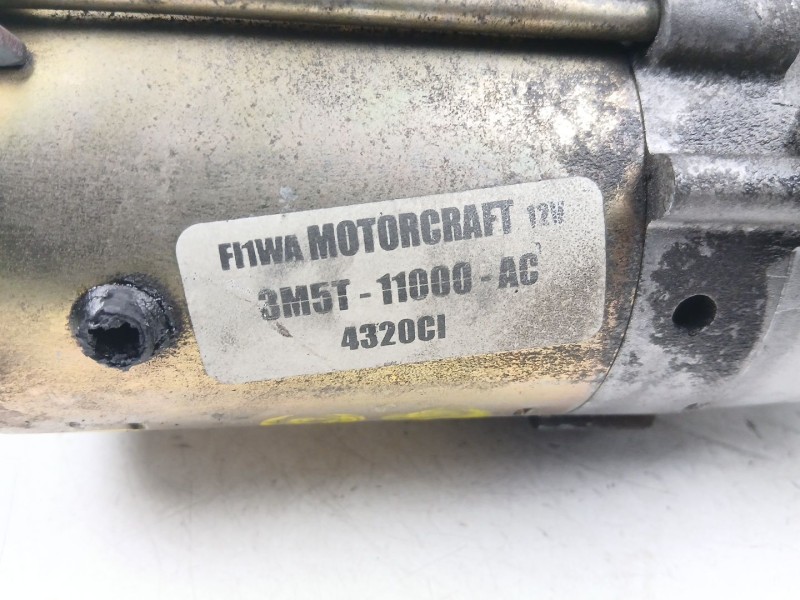 FI1WA MOTORCRAFT 12V
3M5T - 11000 - AC
4320CI